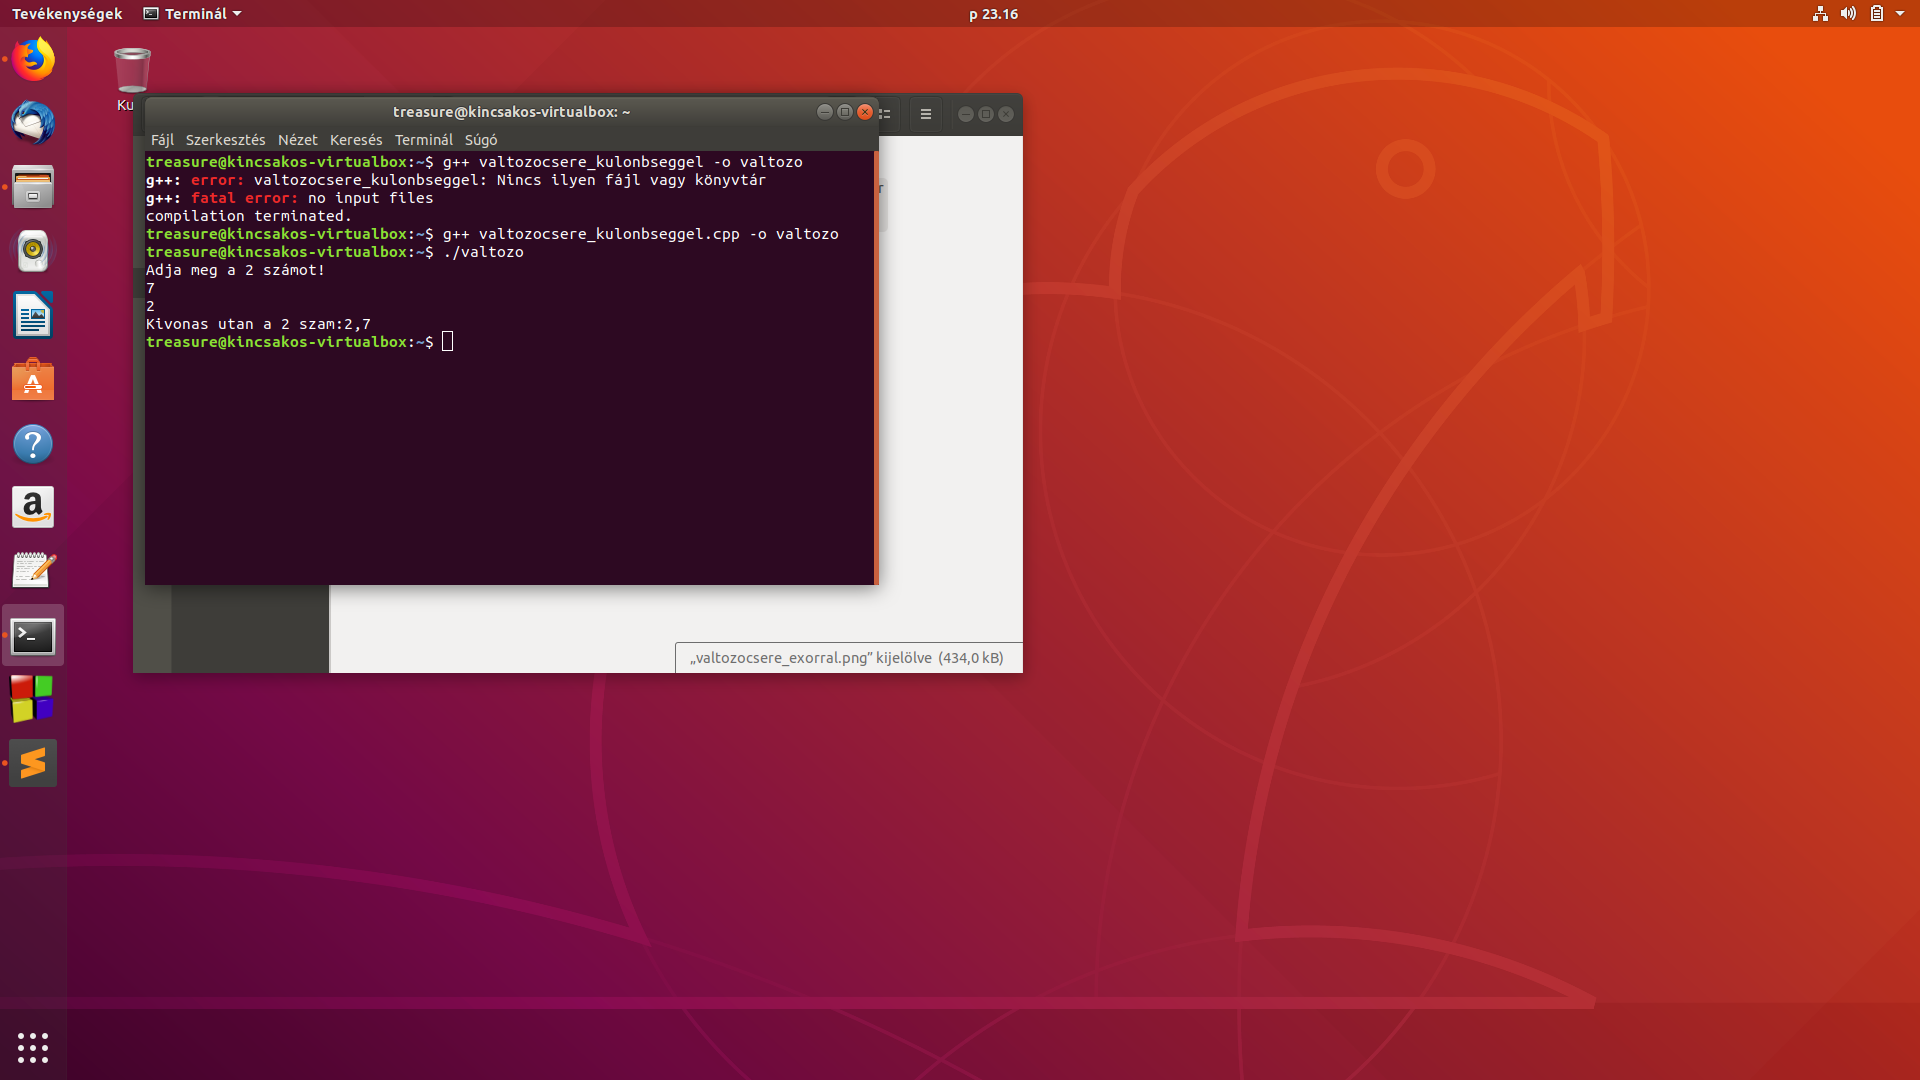 Tevékenységek Terminál p 23.16
treasure@kincsakos-virtualbox: ~
Fájl Szerkesztés Nézet Keresés Terminál Súgó
treasure@kincsakos-virtualbox:~$ g++ valtozocsere_kulonbseggel -o valtozo
g++: error: valtozocsere_kulonbseggel: Nincs ilyen fájl vagy könyvtár
g++: fatal error: no input files
compilation terminated.
treasure@kincsakos-virtualbox:~$ g++ valtozocsere_kulonbseggel.cpp -o valtozo
treasure@kincsakos-virtualbox:~$ ./valtozo
Adja meg a 2 számot!
7
2
Kivonas utan a 2 szam:2,7
treasure@kincsakos-virtualbox:~$
„valtozocsere_exorral.png” kijelölve (434,0 kB)